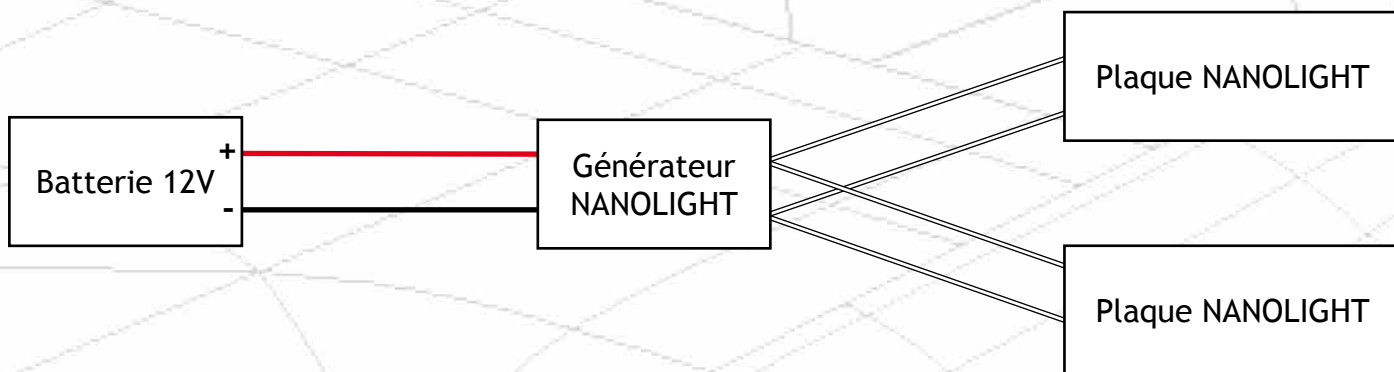 Plaque NANOLIGHT
+
Batterie 12V
-
Générateur
NANOLIGHT
Plaque NANOLIGHT